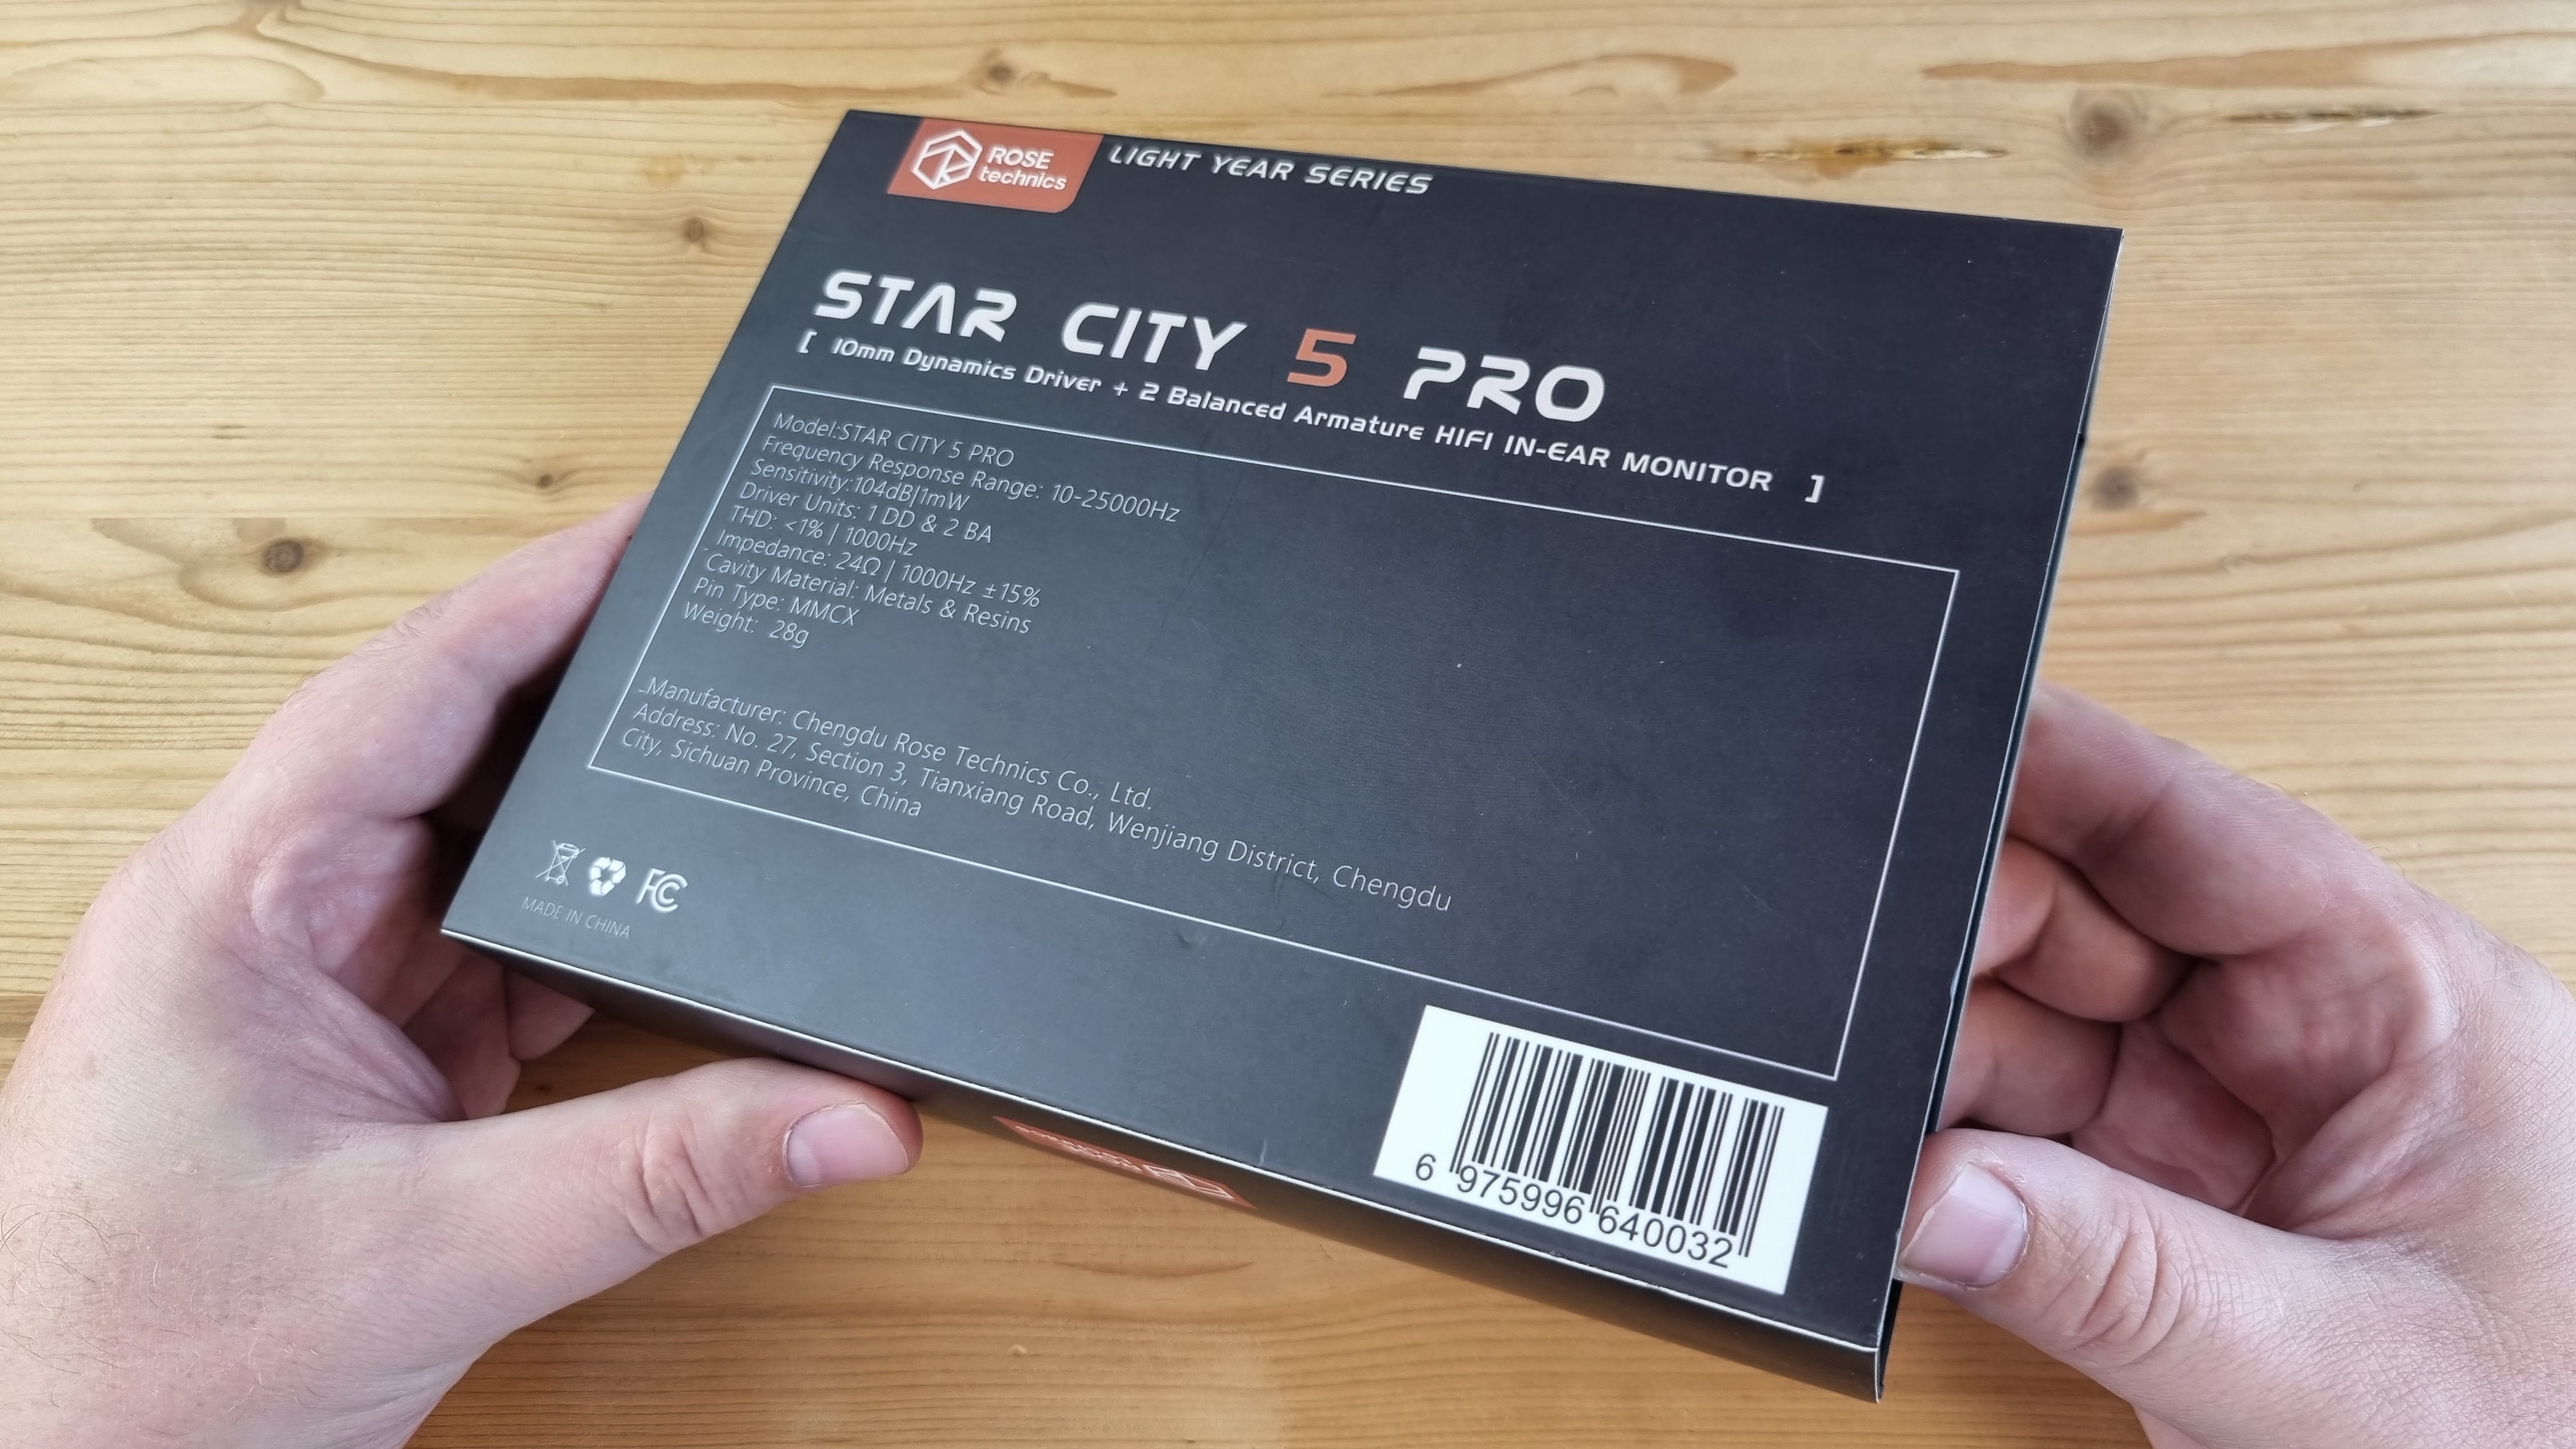 ROSE
technics
LIGHT YEAR SERIES
STAR CITY 5 PRO
[ 10mm Dynamics Driver + 2 Balanced Armature HIFI IN-EAR MONITOR ]
Model:STAR CITY 5 PRO
Frequency Response Range: 10-25000Hz
Sensitivity:104dB|1mW
Driver Units: 1 DD & 2 BA
THD: <1% | 1000Hz
Impedance: 24Ω | 1000Hz ±15%
Cavity Material: Metals & Resins
Pin Type: MMCX
Weight: 28g
Manufacturer: Chengdu Rose Technics Co., Ltd.
Address: No. 27, Section 3, Tianxiang Road, Wenjiang District, Chengdu
City, Sichuan Province, China
FC
MADE IN CHINA
6 975996 640032